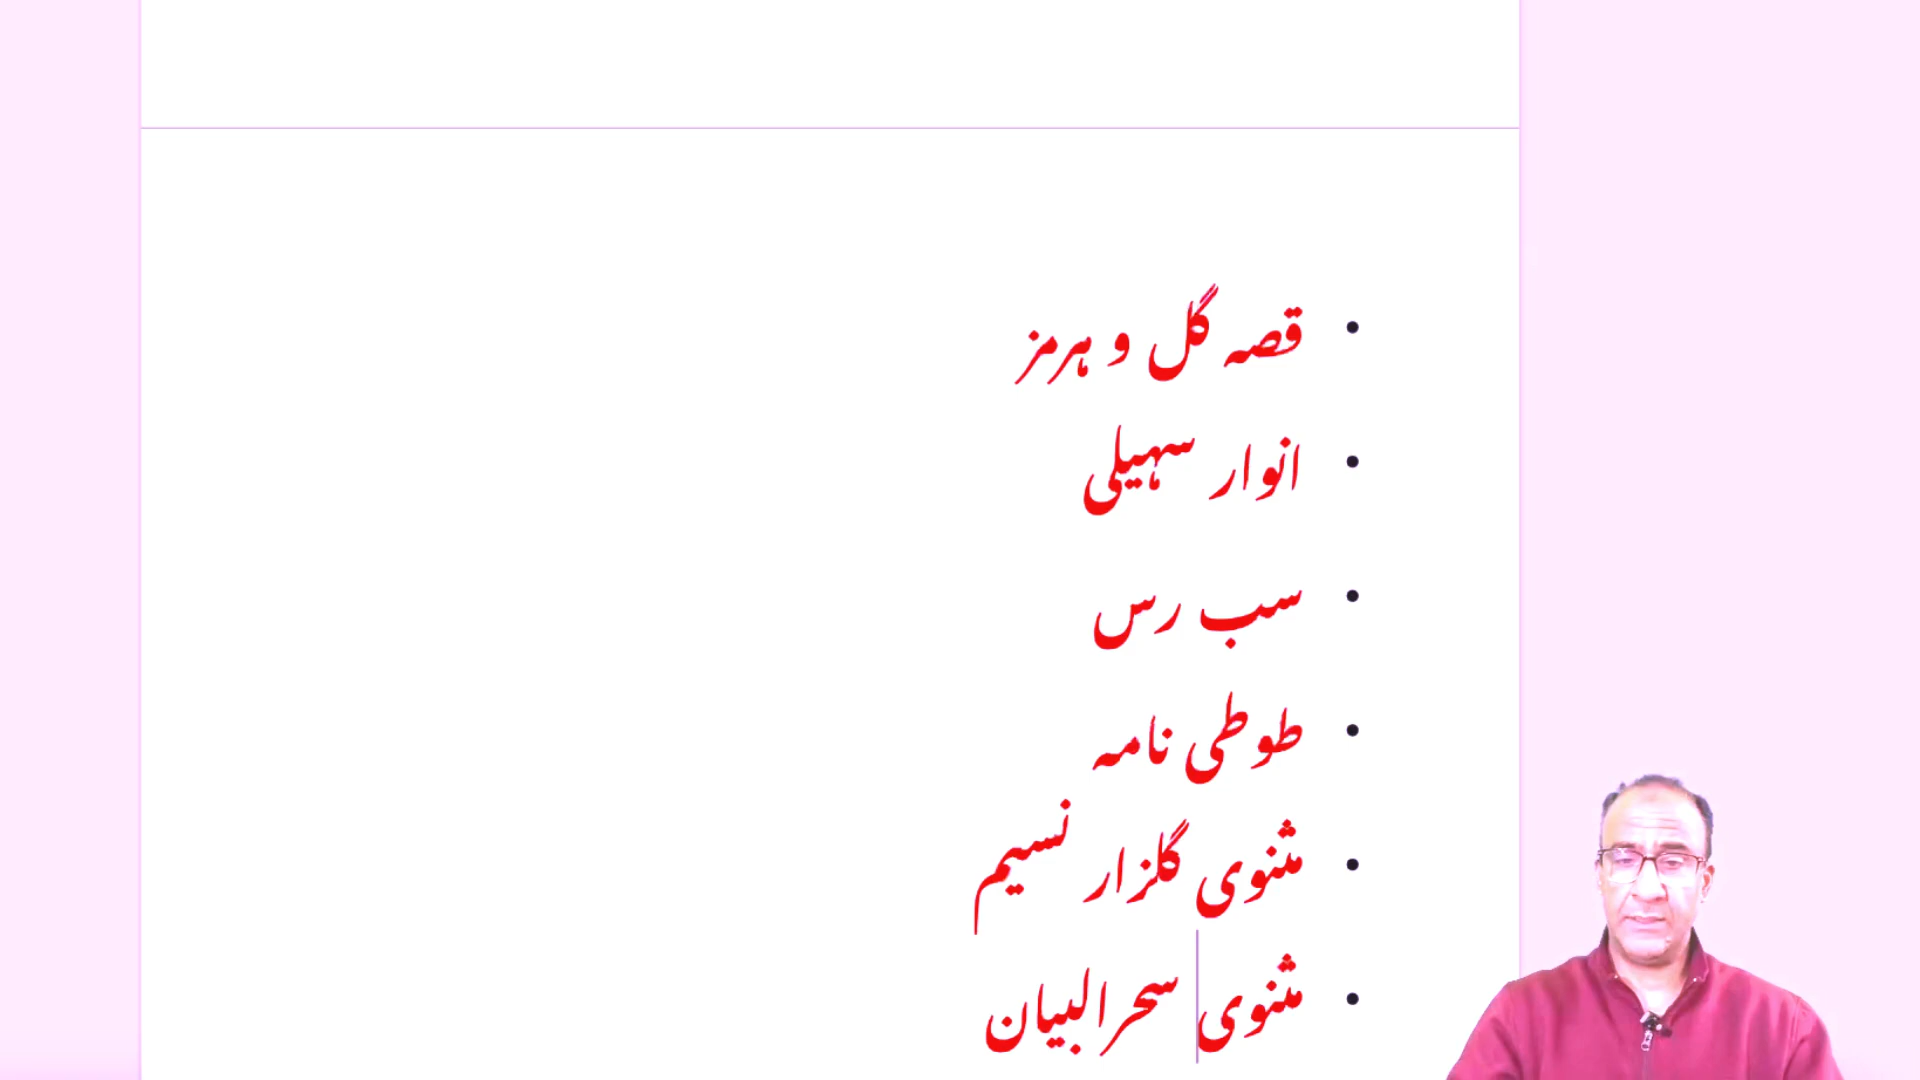 • قصہ گل و ہرمز
• انوار سہیلی
• سب رس
• طوطی نامہ
• مثنوی گلزار نسیم
• مثنوی سحرالبیان